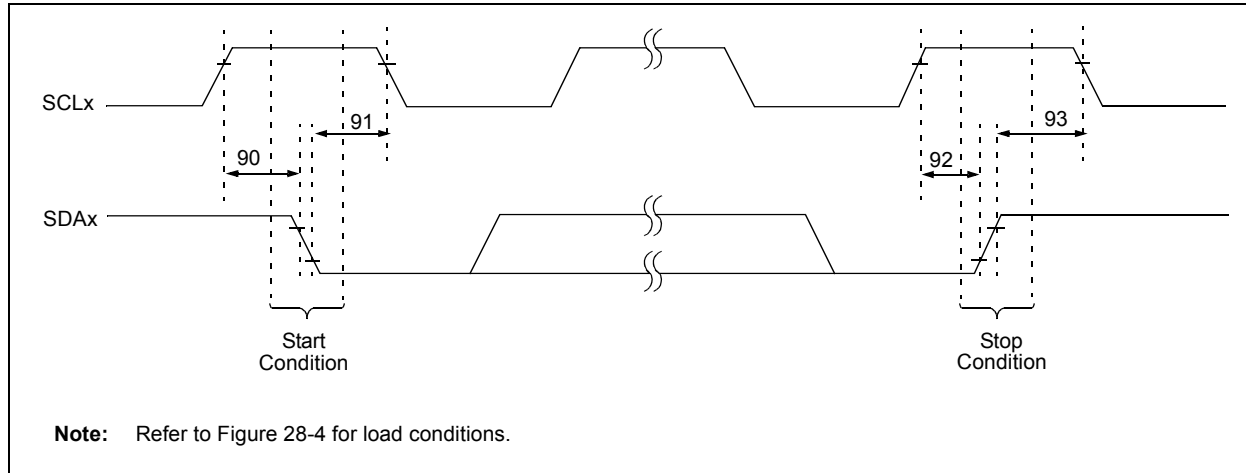 SCLx
91
93
90
92
SDAx
Start
Condition
Stop
Condition
Note: Refer to Figure 28-4 for load conditions.